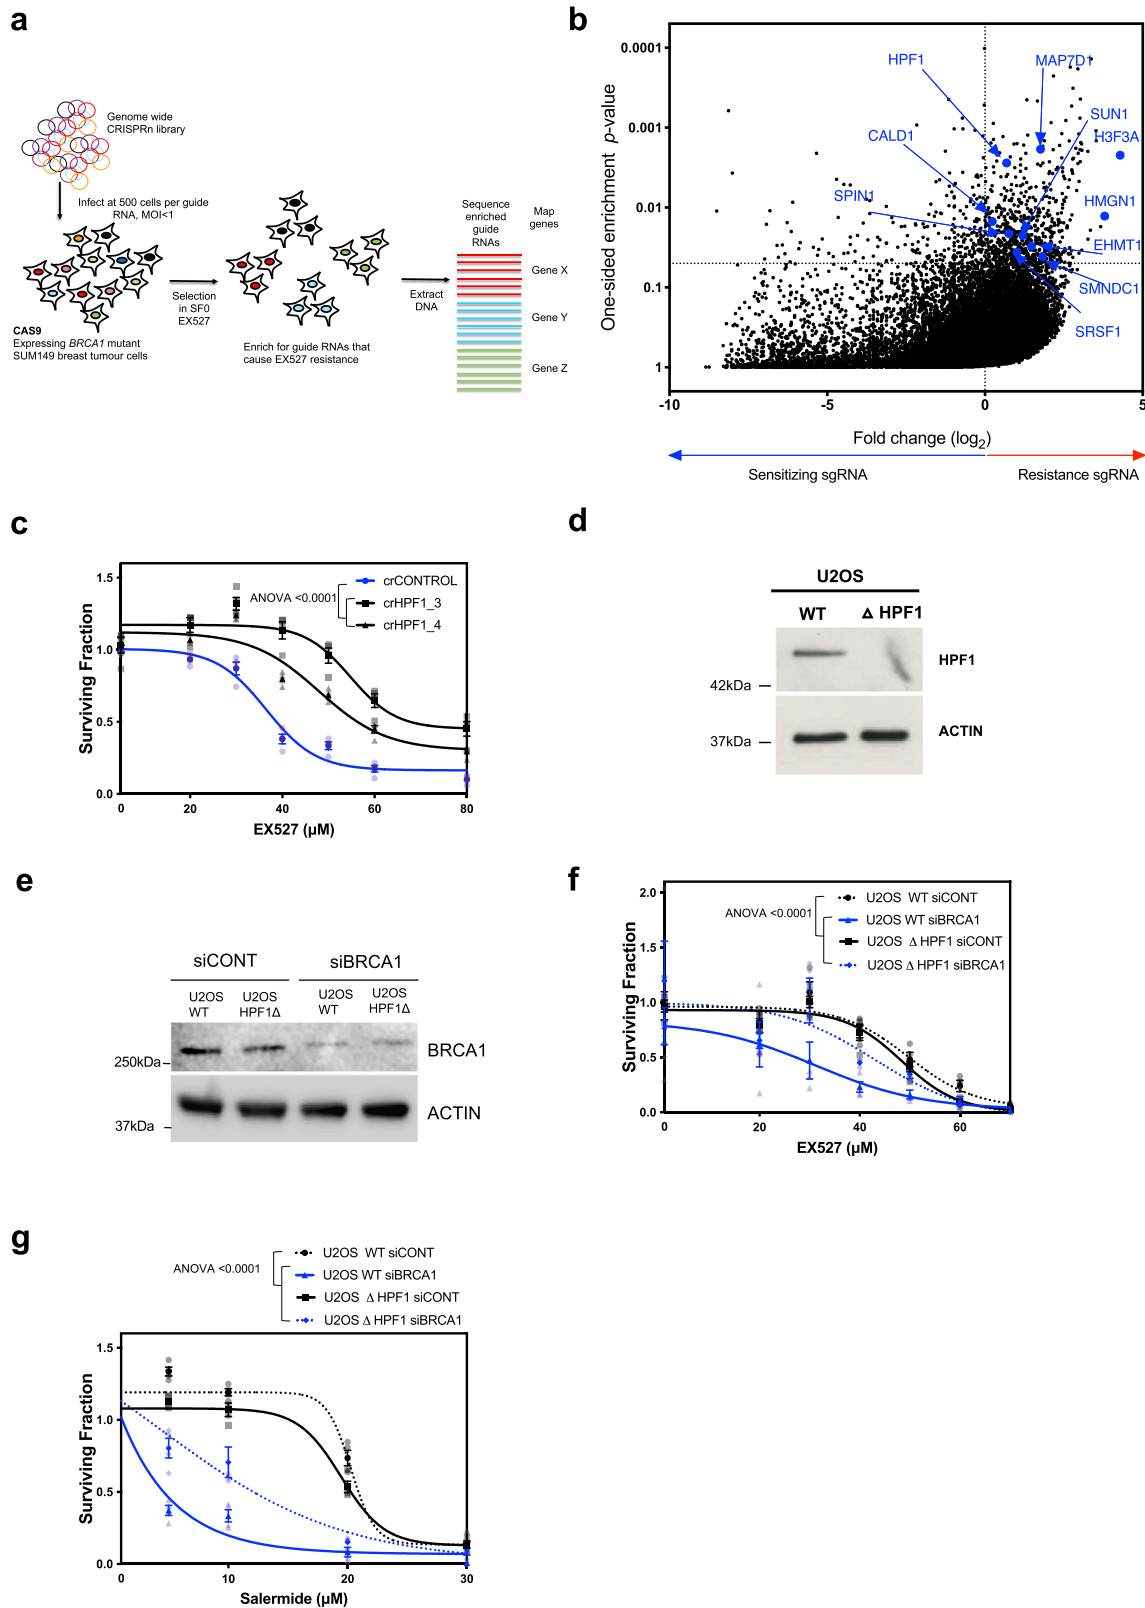 a
Genome wide
CRISPRn library
Infect at 500 cells per guide
RNA, MOI<1
CAS9
Expressing BRCA1 mutant
SUM149 breast tumour cells
Selection
in SF0
EX527
Enrich for guide RNAs that
cause EX527 resistance
Extract
DNA
Sequence
enriched
guide
RNAs
Map
genes
Gene X
Gene Y
Gene Z
b
One-sided enrichment p-value
0.0001
0.001
0.01
0.1
1
HPF1
MAP7D1
CALD1
SUN1
H3F3A
SPIN1
HMGN1
EHMT1
SMNDC1
SRSF1
-10
-5
0
5
Fold change (log2)
Sensitizing sgRNA
Resistance sgRNA
c
Surviving Fraction
1.5
1.0
0.5
0.0
ANOVA <0.0001
crCONTROL
crHPF1_3
crHPF1_4
0
20
40
60
80
EX527 (µM)
d
U2OS
WT
Δ HPF1
HPF1
42kDa
ACTIN
37kDa
e
siCONT
siBRCA1
U2OS
WT
U2OS
HPF1Δ
U2OS
WT
U2OS
HPF1Δ
250kDa
BRCA1
ACTIN
37kDa
f
Surviving Fraction
2.0
1.5
1.0
0.5
0.0
ANOVA <0.0001
U2OS WT siCONT
U2OS WT siBRCA1
U2OS Δ HPF1 siCONT
U2OS Δ HPF1 siBRCA1
0
20
40
60
EX527 (µM)
g
ANOVA <0.0001
U2OS WT siCONT
U2OS WT siBRCA1
U2OS Δ HPF1 siCONT
U2OS Δ HPF1 siBRCA1
Surviving Fraction
1.5
1.0
0.5
0.0
0
10
20
30
Salermide (µM)